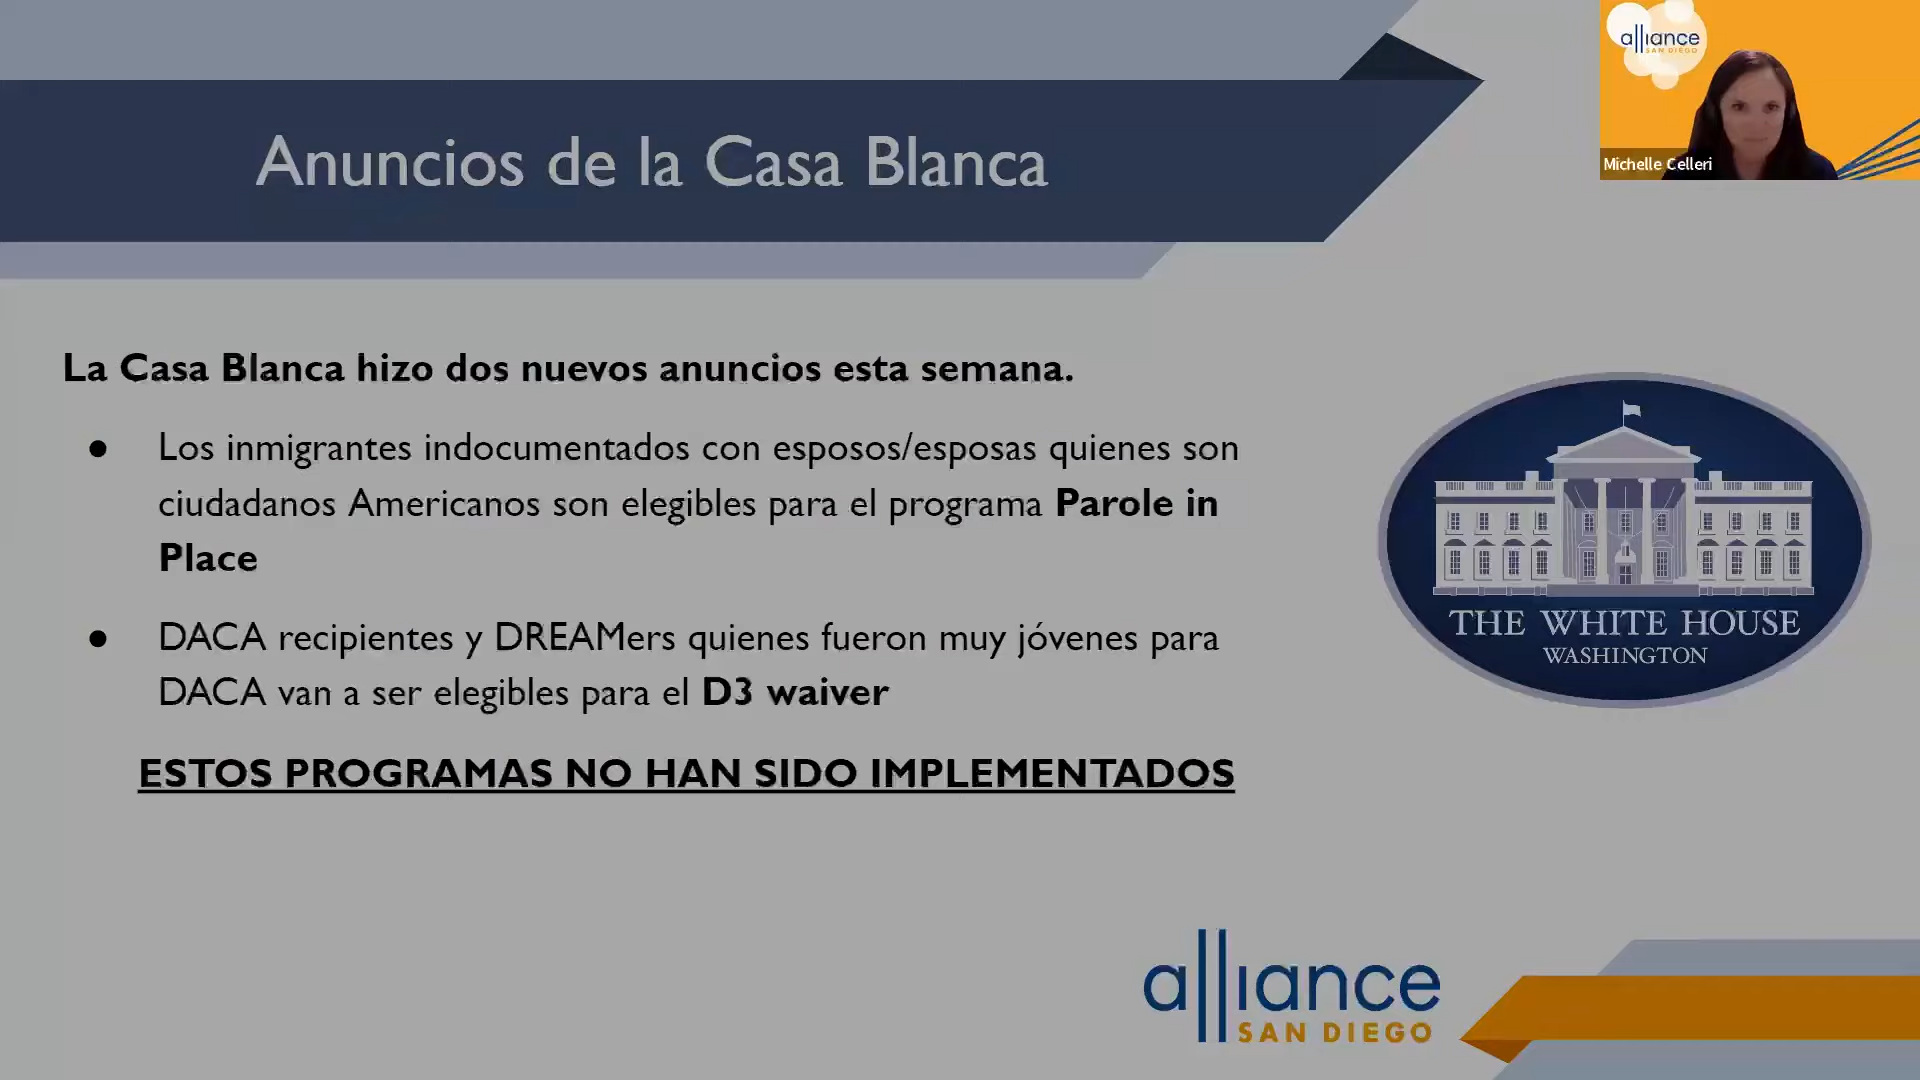 alliance
SAN DIEGO
Michelle Celleri
Anuncios de la Casa Blanca
La Casa Blanca hizo dos nuevos anuncios esta semana.
● Los inmigrantes indocumentados con esposos/esposas quienes son
ciudadanos Americanos son elegibles para el programa Parole in
Place
● DACA recipientes y DREAMers quienes fueron muy jóvenes para
DACA van a ser elegibles para el D3 waiver
ESTOS PROGRAMAS NO HAN SIDO IMPLEMENTADOS
THE WHITE HOUSE
WASHINGTON
alliance
SAN DIEGO